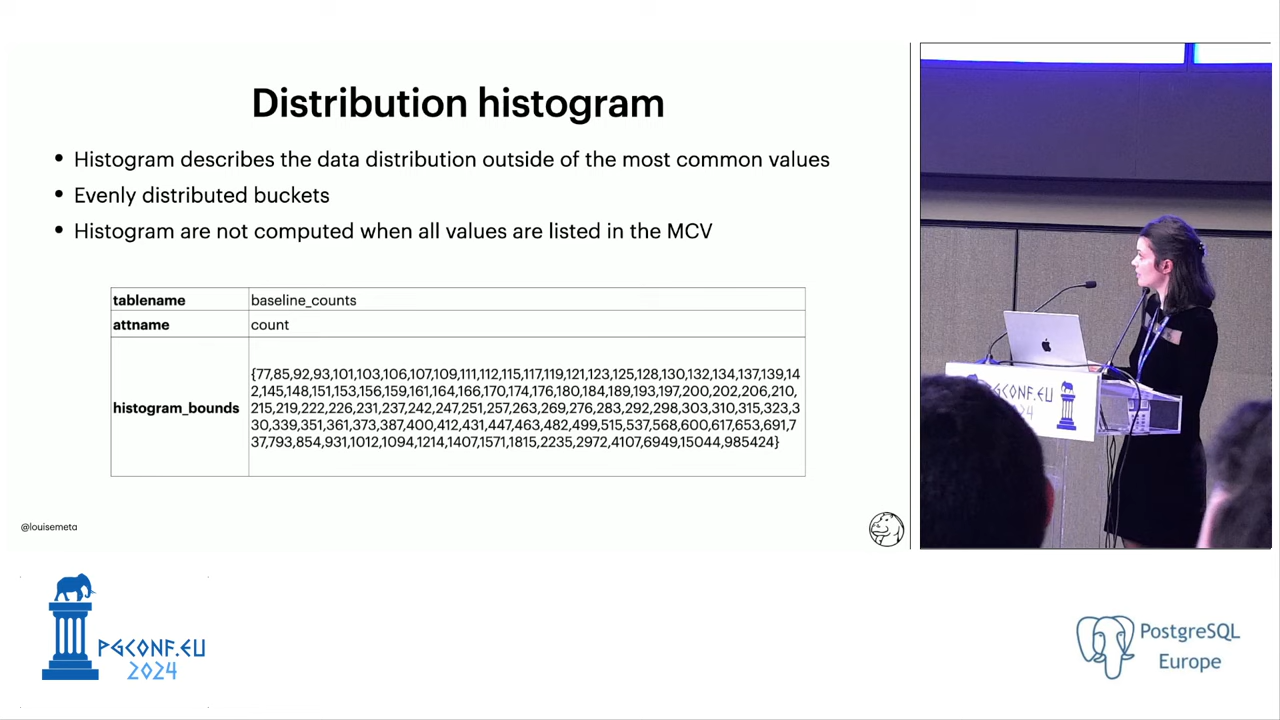 Distribution histogram
• Histogram describes the data distribution outside of the most common values
• Evenly distributed buckets
• Histogram are not computed when all values are listed in the MCV
tablename baseline_counts
attname count
{77,85,92,93,101,103,106,107,109,111,112,115,117,119,121,123,125,128,130,132,134,137,139,14
2,145,148,151,153,156,159,161,164,166,170,174,176,180,184,189,193,197,200,202,206,210,
histogram_bounds 215,219,222,226,231,237,242,247,251,257,263,269,276,283,292,298,303,310,315,323,3
30,339,351,361,373,387,400,412,431,447,463,482,499,515,537,568,600,617,653,691,7
37,793,854,931,1012,1094,1214,1407,1571,1815,2235,2972,4107,6949,15044,985424}
@louisemeta
PGCONF.EU
2024
PGCONF.EU
2024
PostgreSQL
Europe